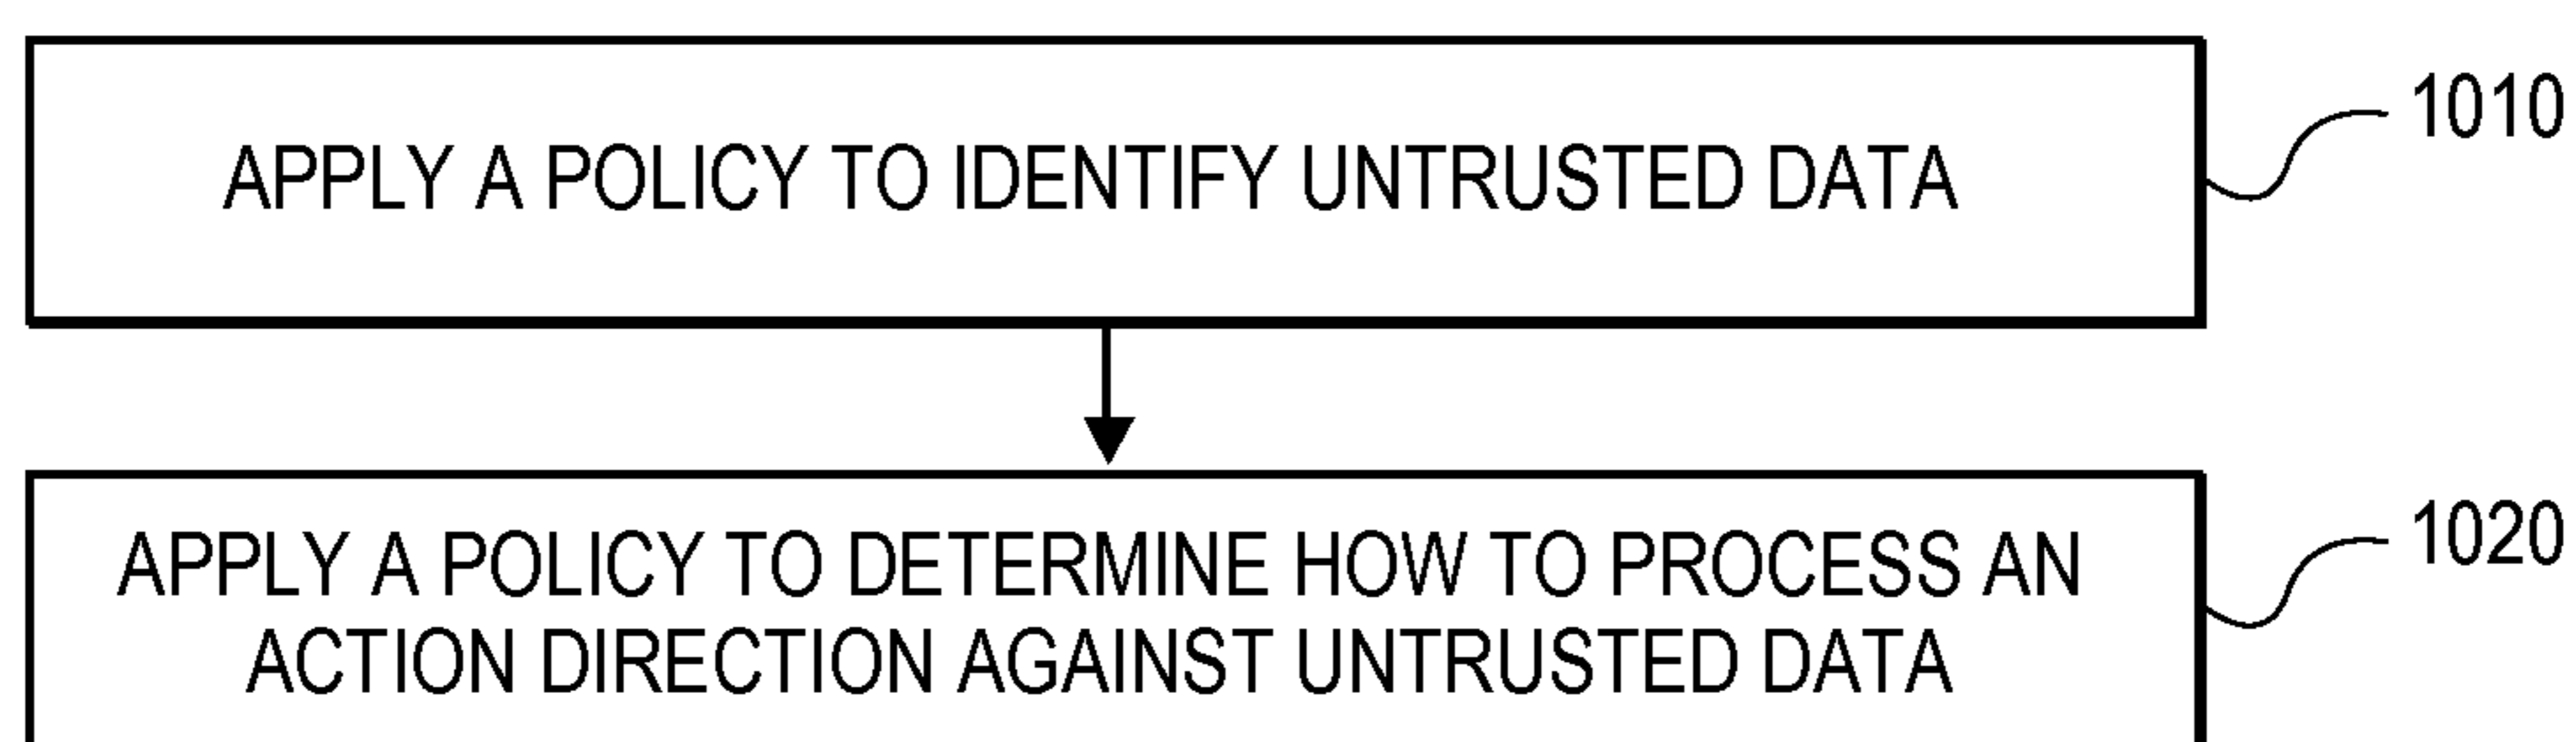 APPLY A POLICY TO IDENTIFY UNTRUSTED DATA
1010
APPLY A POLICY TO DETERMINE HOW TO PROCESS AN
ACTION DIRECTION AGAINST UNTRUSTED DATA
1020